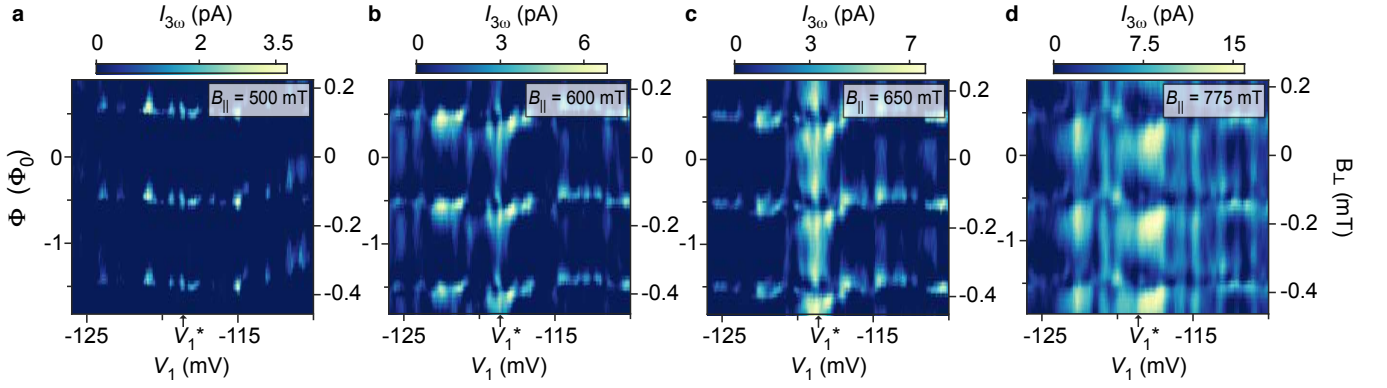 a
I3ω (pA)
0 2 3.5
B|| = 500 mT
0.2
0
-0.2
-0.4
0
-1
Φ (Φ0)
-125 V1* -115
V1 (mV)
b
I3ω (pA)
0 3 6
B|| = 600 mT
0.2
0
-0.2
-0.4
0
-1
-125 V1* -115
V1 (mV)
c
I3ω (pA)
0 3 7
B|| = 650 mT
0.2
0
-0.2
-0.4
0
-1
-125 V1* -115
V1 (mV)
d
I3ω (pA)
0 7.5 15
B|| = 775 mT
0.2
0
-0.2
-0.4
0
-1
-125 V1* -115
V1 (mV)
B⊥ (mT)